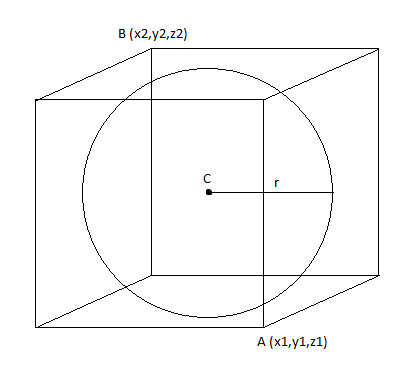 B (x2,y2,z2)
C
r
A (x1,y1,z1)